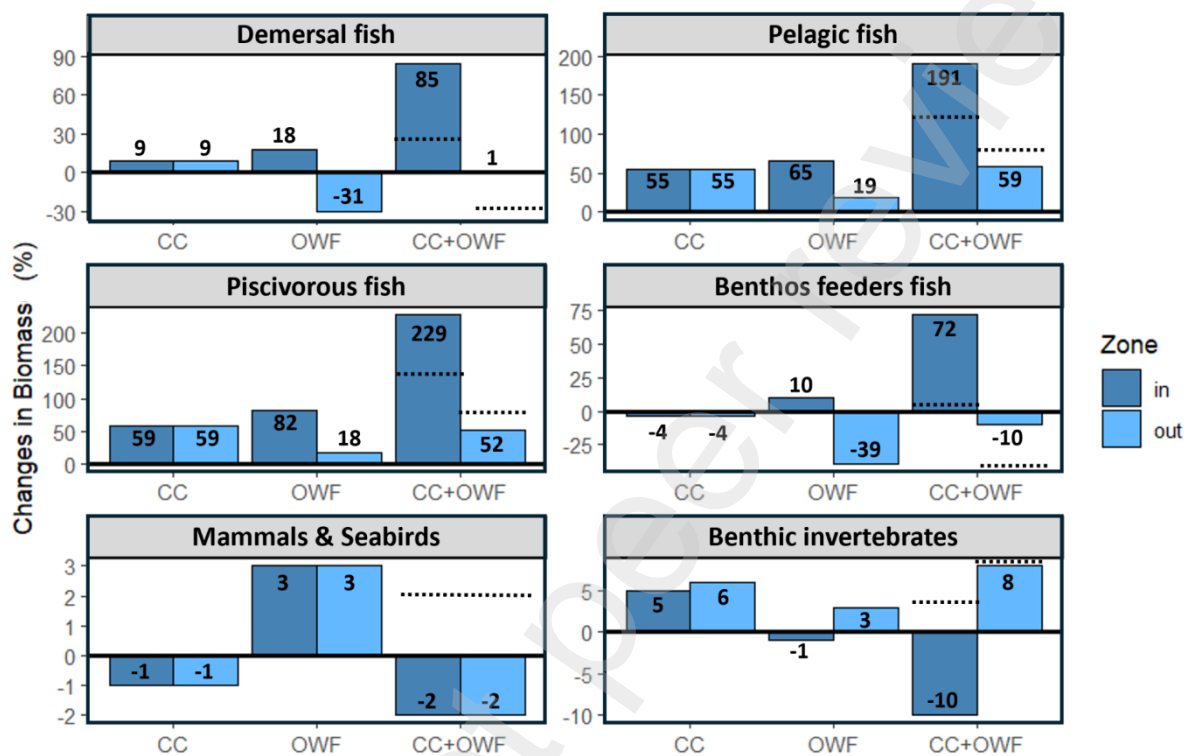 Demersal fish
Pelagic fish
90
60
30
0
-30
9
9
18
-31
85
1
CC
OWF
CC+OWF
200
150
100
50
0
55
55
65
19
191
59
CC
OWF
CC+OWF
Changes in Biomass (%)
Piscivorous fish
Benthos feeders fish
200
150
100
50
0
59
59
82
18
229
52
CC
OWF
CC+OWF
75
50
25
0
-25
-4
-4
10
-39
72
-10
CC
OWF
CC+OWF
Mammals & Seabirds
Benthic invertebrates
3
2
1
0
-1
-2
-1
-1
3
3
-2
-2
CC
OWF
CC+OWF
5
0
-5
-10
5
6
-1
3
-10
8
CC
OWF
CC+OWF
Zone
in
out
t peer revie